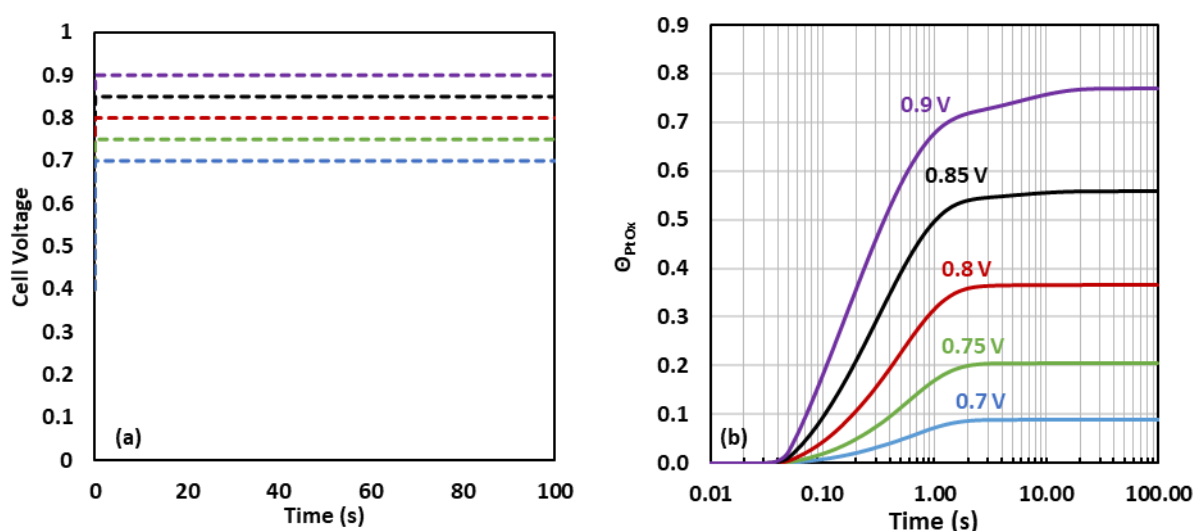 1
0.9
0.8
0.7
0.6
0.5
0.4
0.3
0.2
0.1
0
Cell Voltage
(a)
0 20 40 60 80 100
Time (s)
0.9
0.8
0.7
0.6
0.5
0.4
0.3
0.2
0.1
0.0
ΘPtOx
0.9 V
0.85 V
0.8 V
0.75 V
0.7 V
(b)
0.01 0.10 1.00 10.00 100.00
Time (s)